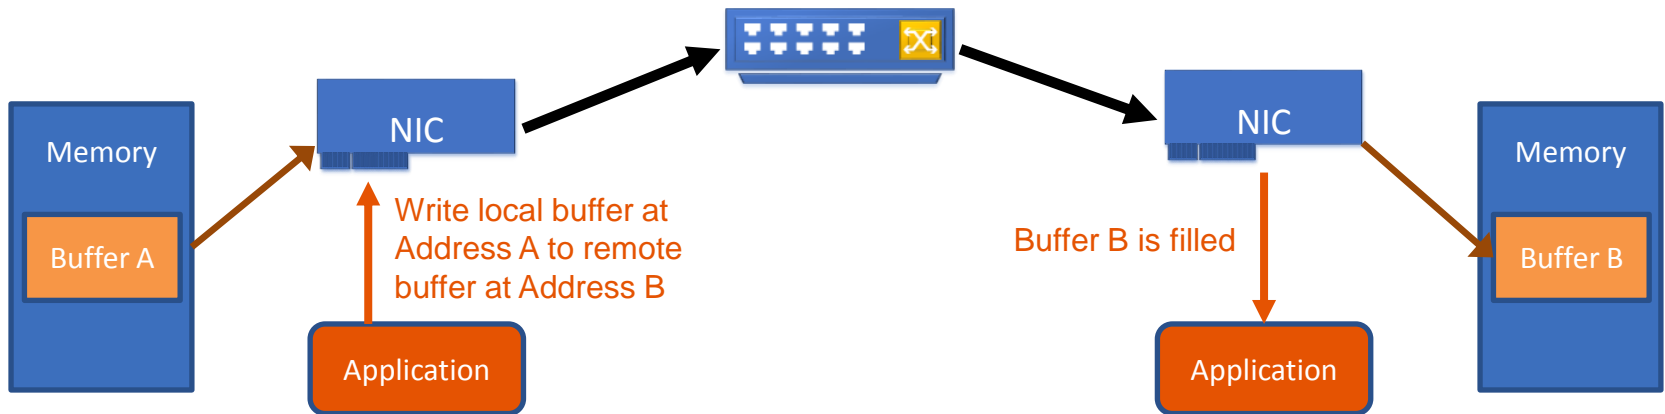 NIC
NIC
Memory
Memory
Write local buffer at
Address A to remote
buffer at Address B
Buffer B is filled
Buffer A
Buffer B
Application
Application